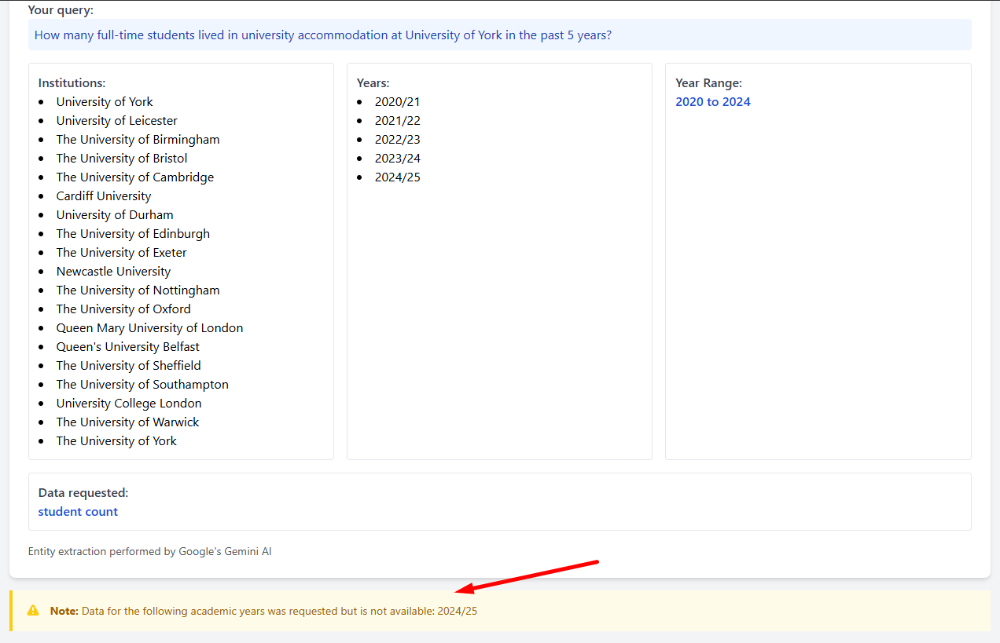 Your query:
How many full-time students lived in university accommodation at University of York in the past 5 years?
Institutions:
University of York
University of Leicester
The University of Birmingham
The University of Bristol
The University of Cambridge
Cardiff University
University of Durham
The University of Edinburgh
The University of Exeter
Newcastle University
The University of Nottingham
The University of Oxford
Queen Mary University of London
Queen's University Belfast
The University of Sheffield
The University of Southampton
University College London
The University of Warwick
The University of York
Years:
2020/21
2021/22
2022/23
2023/24
2024/25
Year Range:
2020 to 2024
Data requested:
student count
Entity extraction performed by Google's Gemini AI
Note: Data for the following academic years was requested but is not available: 2024/25